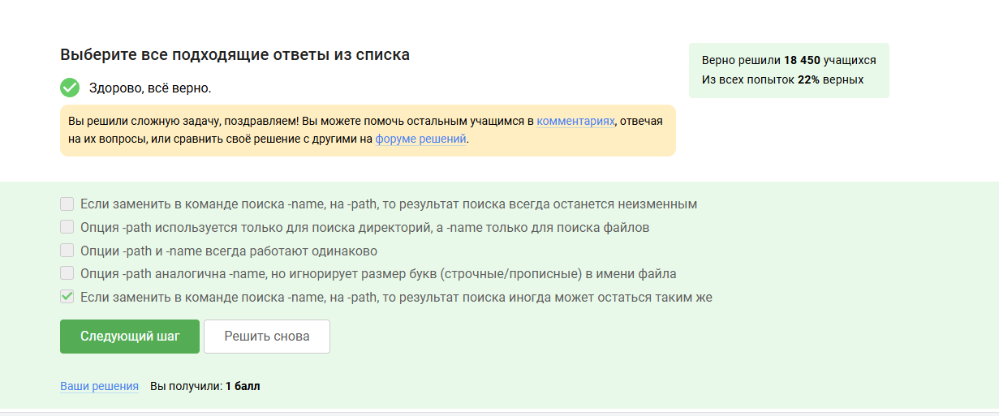 Выберите все подходящие ответы из списка
Верно решили 18 450 учащихся
Из всех попыток 22% верных
Здорово, всё верно.
Вы решили сложную задачу, поздравляем! Вы можете помочь остальным учащимся в комментариях, отвечая
на их вопросы, или сравнить своё решение с другими на форуме решений.
Если заменить в команде поиска -name, на -path, то результат поиска всегда останется неизменным
Опция -path используется только для поиска директорий, а -name только для поиска файлов
Опции -path и -name всегда работают одинаково
Опция -path аналогична -name, но игнорирует размер букв (строчные/прописные) в имени файла
Если заменить в команде поиска -name, на -path, то результат поиска иногда может остаться таким же
Следующий шаг
Решить снова
Ваши решения Вы получили: 1 балл